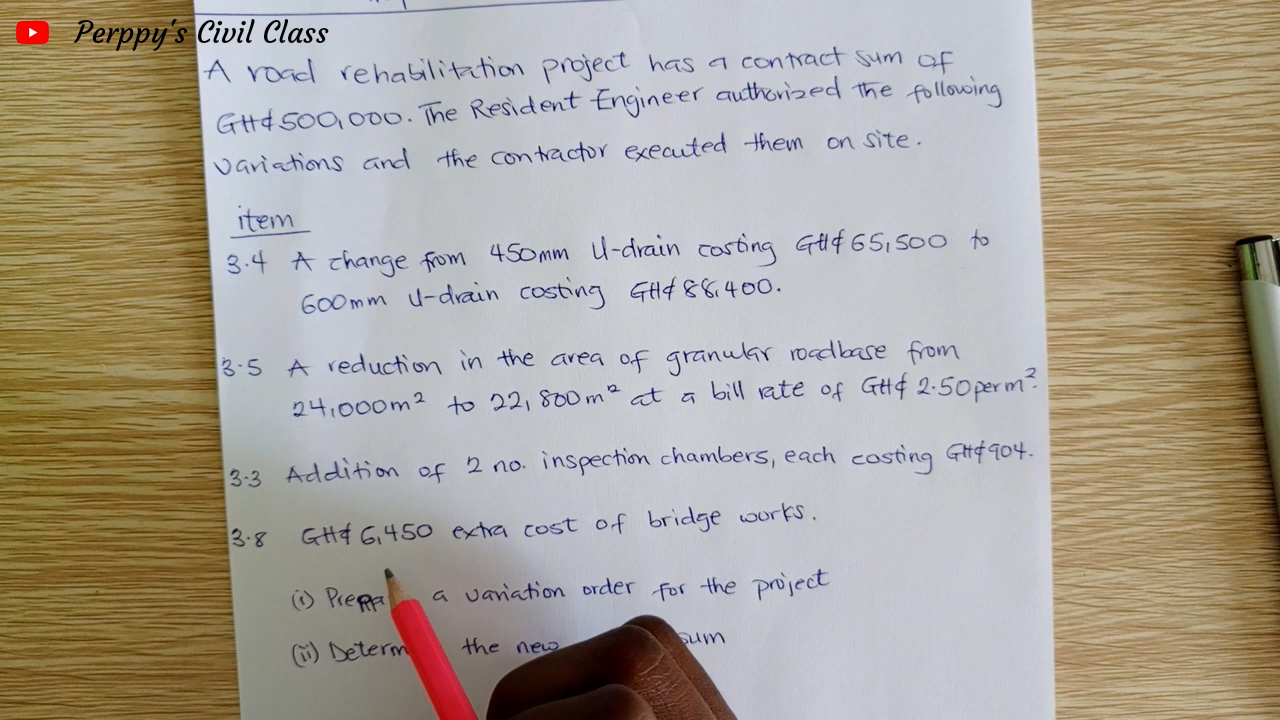 Perppy's Civil Class
A road rehabilitation project has a contract sum of
GH¢500,000. The Resident Engineer authorized the following
variations and the contractor executed them on site.
item
3.4 A change from 450mm U-drain costing GH¢65,500 to
600mm U-drain costing GH¢88,400.
3.5 A reduction in the area of granular roadbase from
24,000m² to 22,800m² at a bill rate of GH¢2.50 per m².
3.3 Addition of 2 no. inspection chambers, each costing GH¢904.
3.8 GH¢6,450 extra cost of bridge works.
(i) a variation order for the project
(ii) the new sum